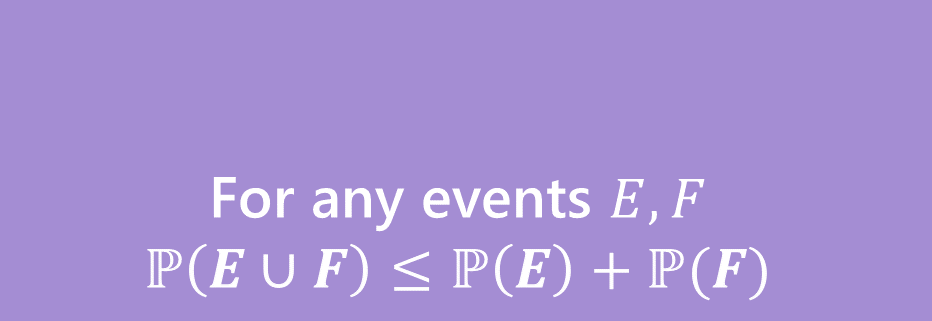 For any events 𝐸, 𝐹
ℙ(𝑬 ∪ 𝑭) ≤ ℙ(𝑬) + ℙ(𝑭)